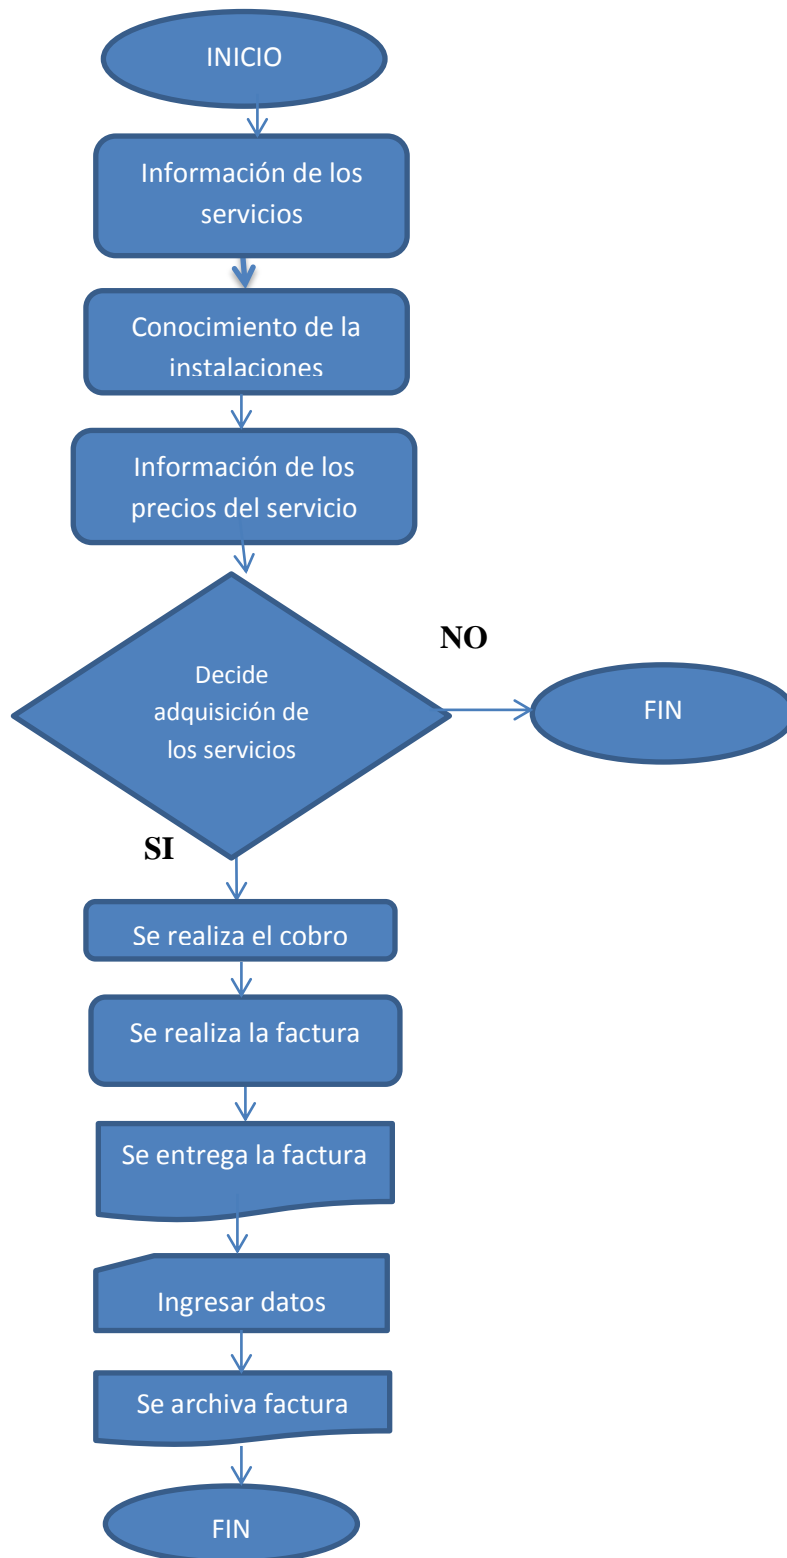 INICIO
Información de los
servicios
Conocimiento de la
instalaciones
Información de los
precios del servicio
Decide
adquisición de
los servicios
NO
FIN
SI
Se realiza el cobro
Se realiza la factura
Se entrega la factura
Ingresar datos
Se archiva factura
FIN